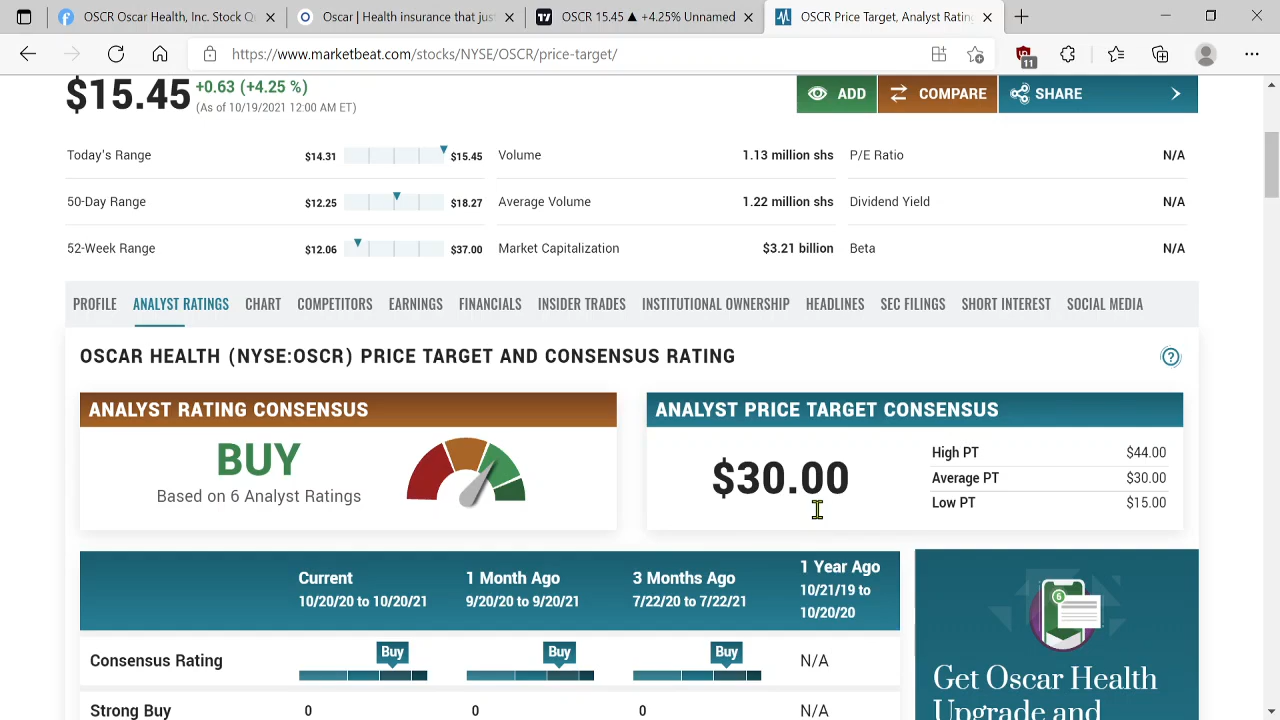 finviz.com OSCR Stock Q
Health insurance that jus
OSCR 15.45 ▲ +4.25% Unnamed
Oscar Health (OSCR) Price Target
https://www.marketbeat.com/stocks/NYSE/OSCR/price-target/
11
$15.45 +0.63 (+4.25 %)
(As of 10/19/2021 12:00 AM ET)
ADD
COMPARE
SHARE
Today's Range $14.31 $15.45 Volume 1.13 million shs P/E Ratio N/A
50-Day Range $12.25 $18.27 Average Volume 1.22 million shs Dividend Yield N/A
52-Week Range $12.06 $37.00 Market Capitalization $3.21 billion Beta N/A
PROFILE ANALYST RATINGS CHART COMPETITORS EARNINGS FINANCIALS INSIDER TRADES INSTITUTIONAL OWNERSHIP HEADLINES SEC FILINGS SHORT INTEREST SOCIAL MEDIA
OSCAR HEALTH (NYSE:OSCR) PRICE TARGET AND CONSENSUS RATING
ANALYST RATING CONSENSUS
BUY
Based on 6 Analyst Ratings
ANALYST PRICE TARGET CONSENSUS
$30.00
High PT $44.00
Average PT $30.00
Low PT $15.00
Current
10/20/20 to 10/20/21
1 Month Ago
9/20/20 to 9/20/21
3 Months Ago
7/22/20 to 7/22/21
1 Year Ago
10/21/19 to
10/20/20
Consensus Rating Buy Buy Buy N/A
Strong Buy 0 0 0 N/A
6
Get Oscar Health
Upgrade and